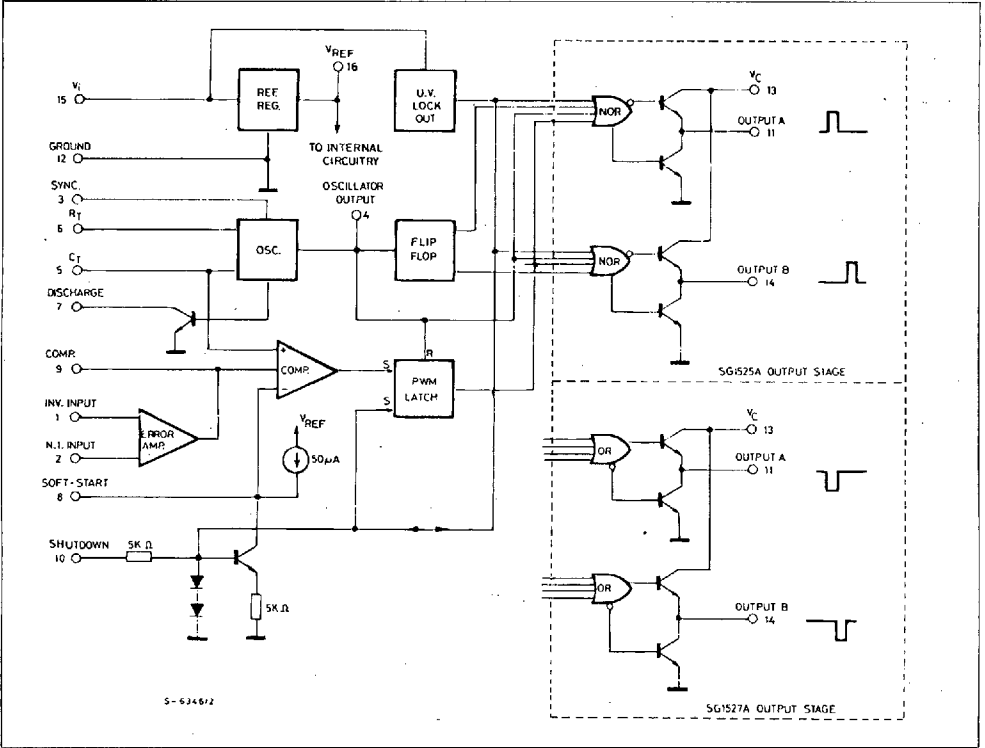 Vi
15
GROUND
12
SYNC.
3
RT
6
CT
5
DISCHARGE
7
COMP.
9
INV. INPUT
1
N.I. INPUT
2
SOFT-START
8
SHUTDOWN
10
5K Ω
5K Ω
REF.
REG.
VREF
16
TO INTERNAL
CIRCUITRY
U.V.
LOCK
OUT
OSCILLATOR
OUTPUT
4
OSC.
FLIP
FLOP
+
COMP.
−
S
S
R
PWM
LATCH
ERROR
AMP.
VREF
50μA
NOR
VC
13
OUTPUT A
11
NOR
OUTPUT B
14
SG1525A OUTPUT STAGE
OR
VC
13
OUTPUT A
11
OR
OUTPUT B
14
SG1527A OUTPUT STAGE
S-6346/2